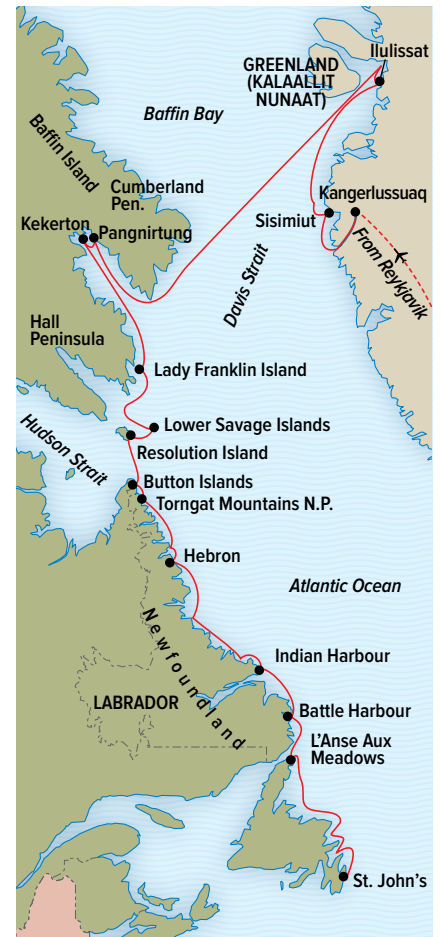 Ilulissat
GREENLAND
(KALAALLIT
NUNAAT)
Baffin Bay
Baffin Island
Cumberland
Pen.
Kangerlussuaq
Kekerton
Pangnirtung
Sisimiut
From Reykjavik
Davis Strait
Hall
Peninsula
Lady Franklin Island
Lower Savage Islands
Hudson Strait
Resolution Island
Button Islands
Torngat Mountains N.P.
Hebron
Atlantic Ocean
Newfoundland
Indian Harbour
LABRADOR
Battle Harbour
L'Anse Aux
Meadows
St. John's